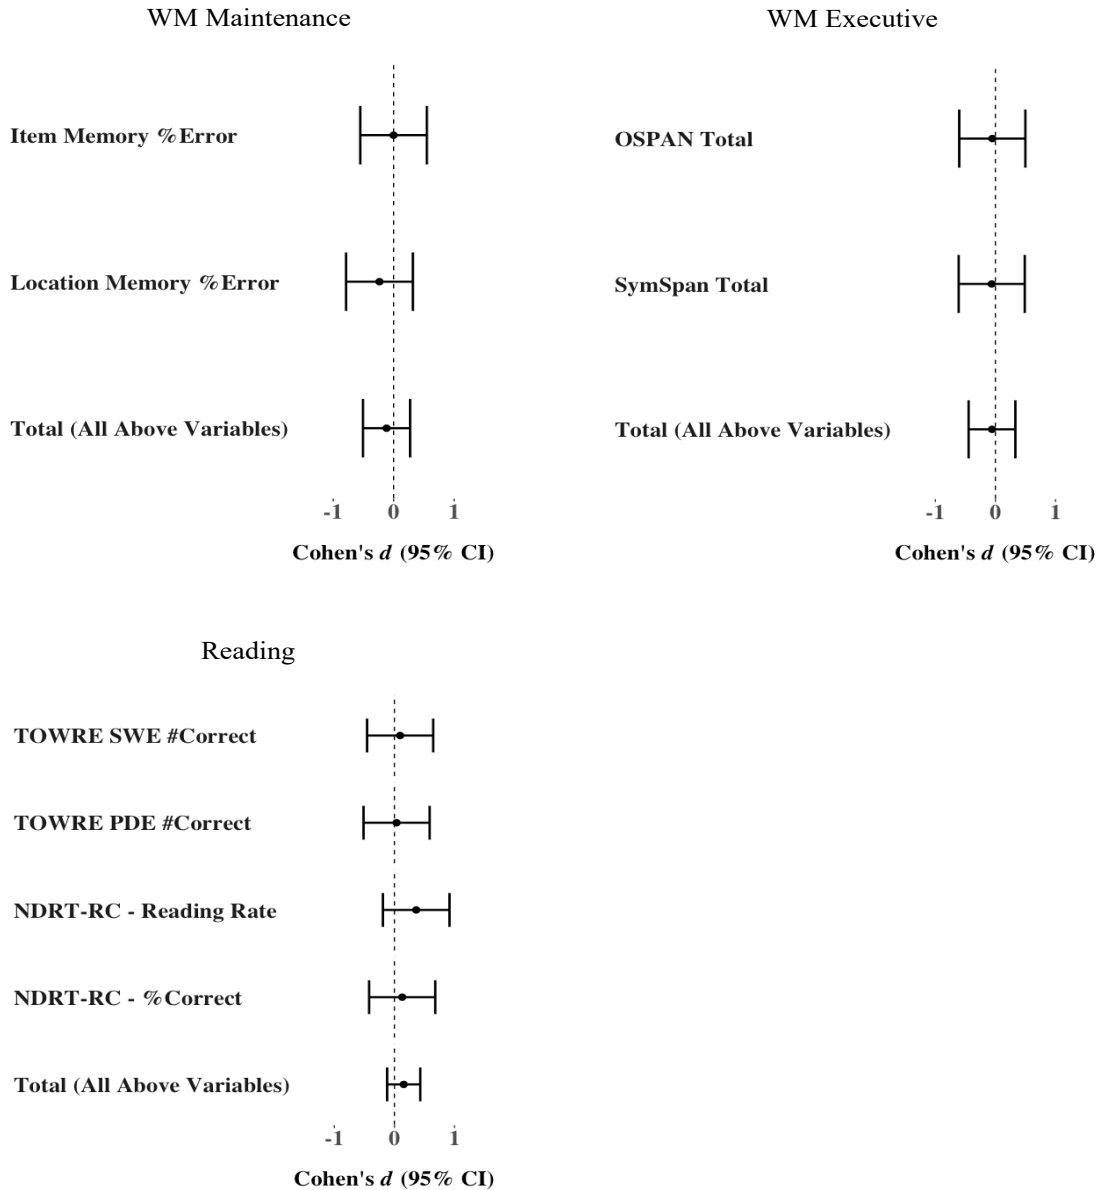 WM Maintenance
Item Memory %Error
Location Memory %Error
Total (All Above Variables)
-1 0 1
Cohen's d (95% CI)
WM Executive
OSPAN Total
SymSpan Total
Total (All Above Variables)
-1 0 1
Cohen's d (95% CI)
Reading
TOWRE SWE #Correct
TOWRE PDE #Correct
NDRT-RC - Reading Rate
NDRT-RC - %Correct
Total (All Above Variables)
-1 0 1
Cohen's d (95% CI)